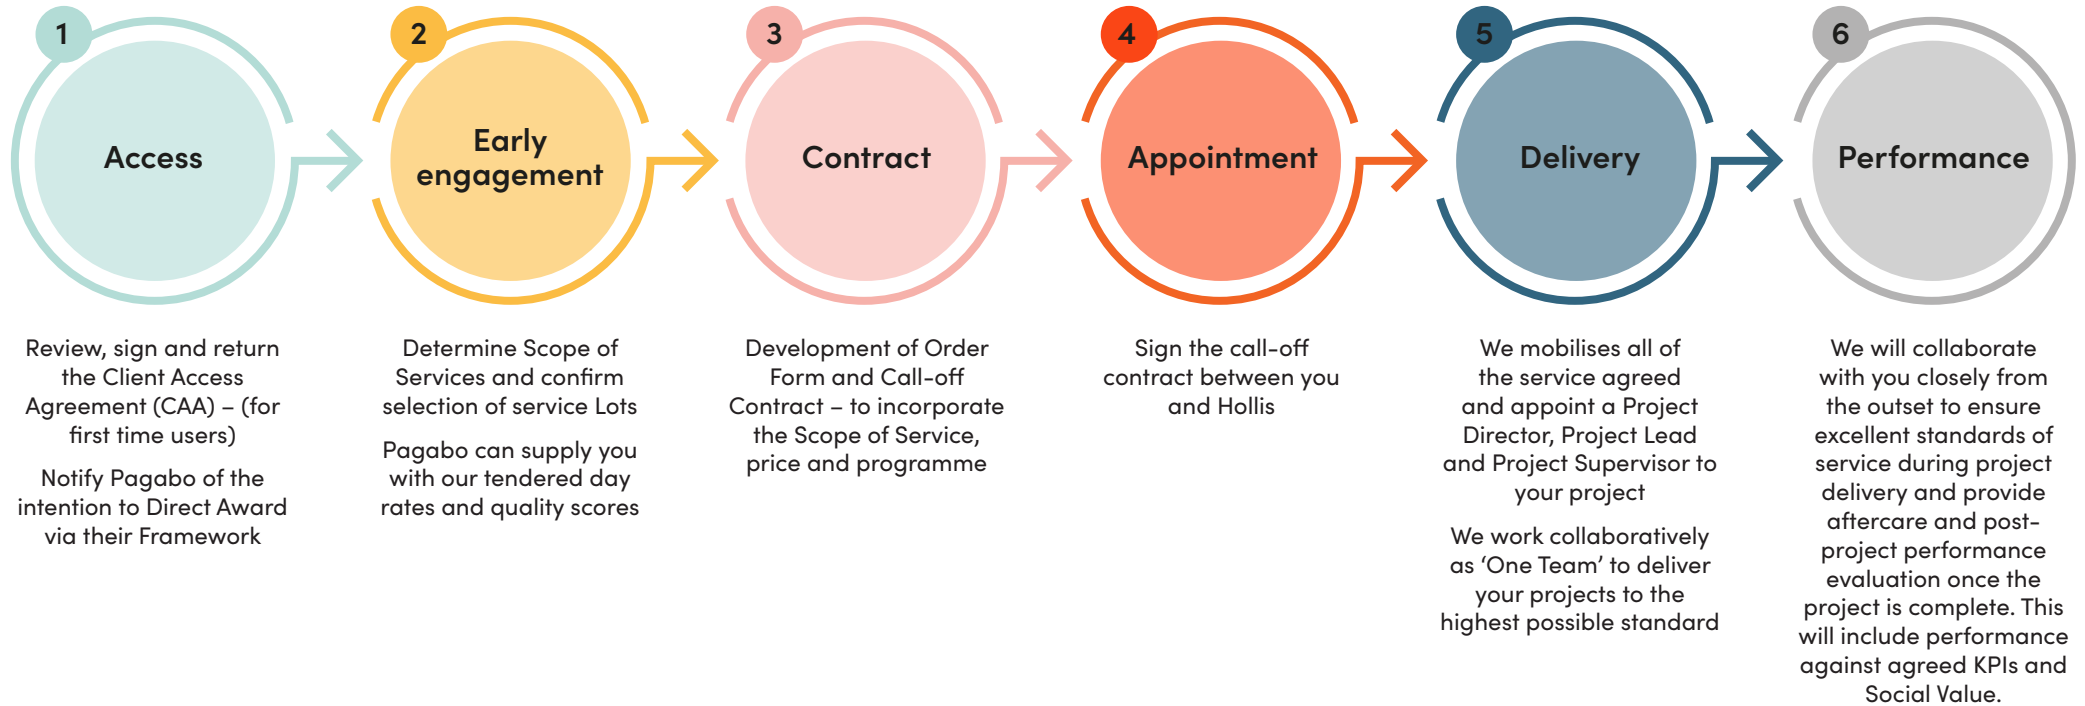 1
Access
Review, sign and return
the Client Access
Agreement (CAA) – (for
first time users)
Notify Pagabo of the
intention to Direct Award
via their Framework
2
Early
engagement
Determine Scope of
Services and confirm
selection of service Lots
Pagabo can supply you
with our tendered day
rates and quality scores
3
Contract
Development of Order
Form and Call-off
Contract – to incorporate
the Scope of Service,
price and programme
4
Appointment
Sign the call-off
contract between you
and Hollis
5
Delivery
We mobilises all of
the service agreed
and appoint a Project
Director, Project Lead
and Project Supervisor to
your project
We work collaboratively
as ‘One Team’ to deliver
your projects to the
highest possible standard
6
Performance
We will collaborate
with you closely from
the outset to ensure
excellent standards of
service during project
delivery and provide
aftercare and post-
project performance
evaluation once the
project is complete. This
will include performance
against agreed KPIs and
Social Value.